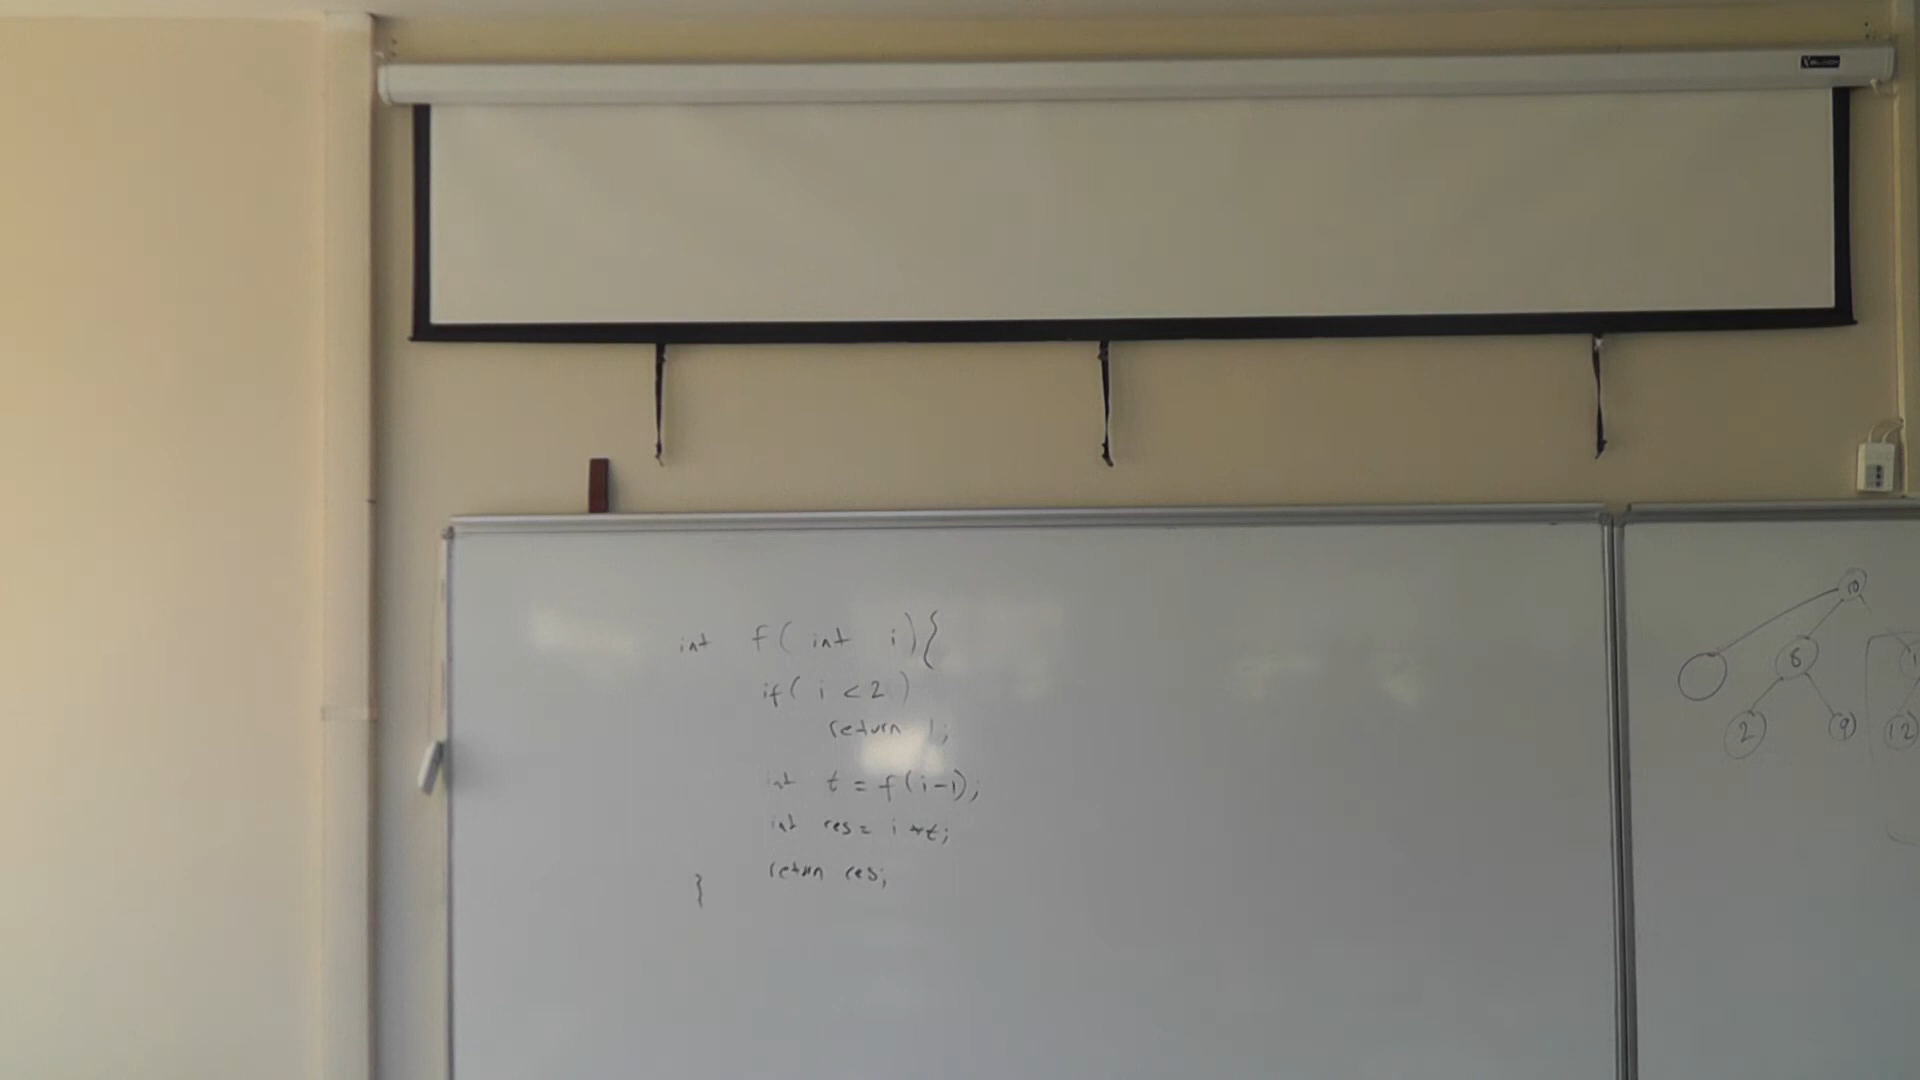 int f( int i){
if( i < 2 )
return 1;
int t = f(i-1);
int res = i *t;
return res;
}
10
8
2 9 12